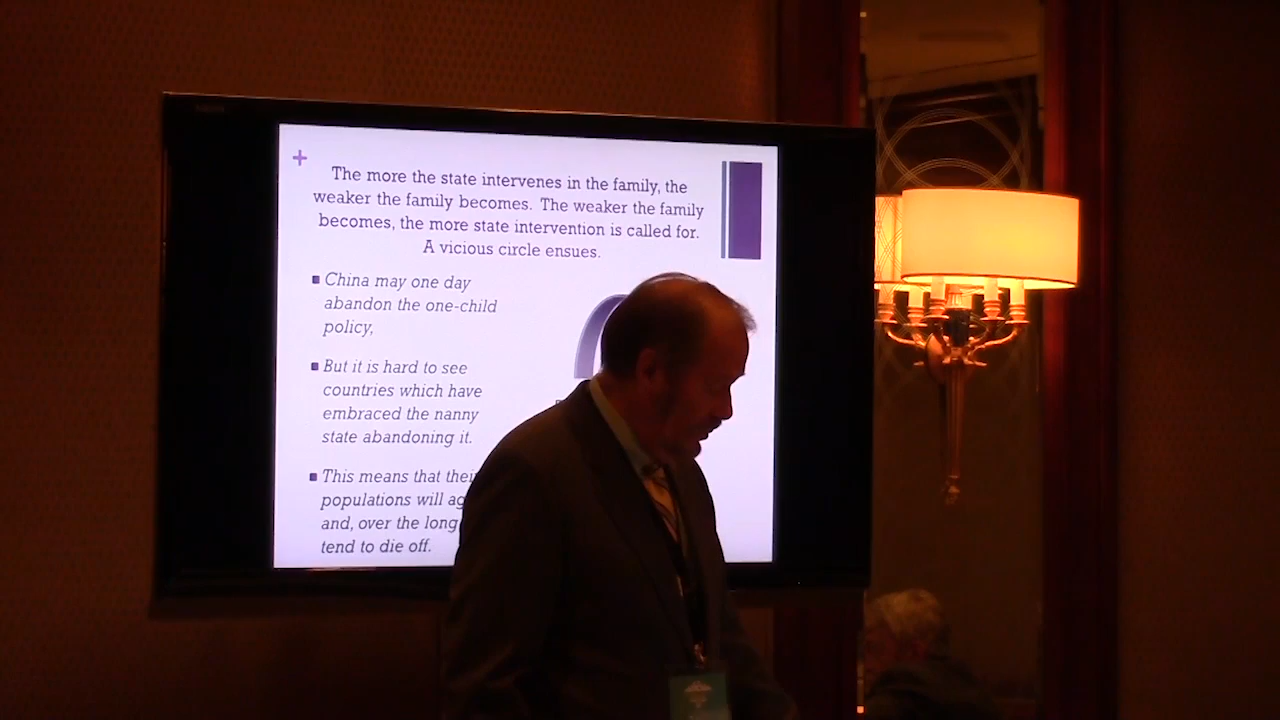 +
The more the state intervenes in the family, the
weaker the family becomes. The weaker the family
becomes, the more state intervention is called for.
A vicious circle ensues.
China may one day
abandon the one-child
policy,
But it is hard to see
countries which have
embraced the nanny
state abandoning it.
This means that their
populations will
and, over the long
tend to die off.